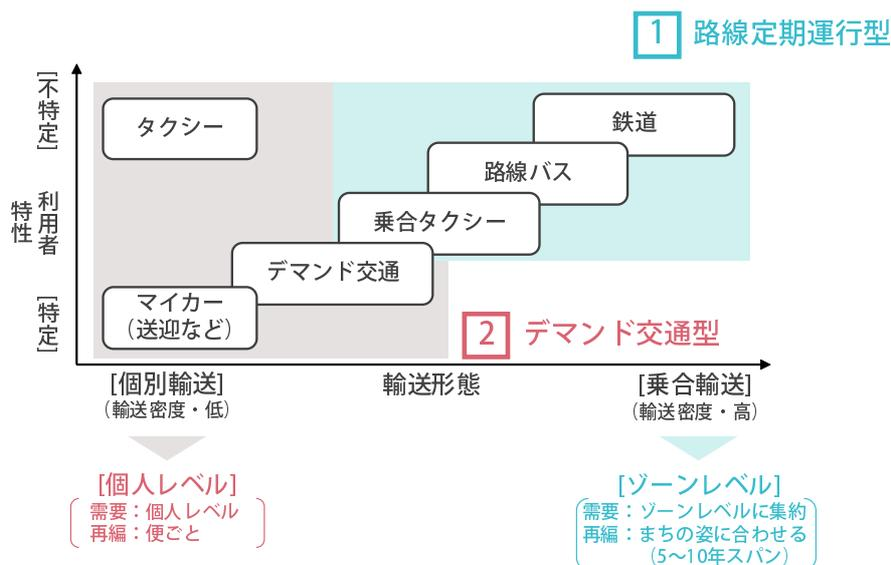 1 路線定期運行型
[不特定]
利用者
特性
[特定]
タクシー
鉄道
路線バス
乗合タクシー
デマンド交通
マイカー
（送迎など）
2 デマンド交通型
[個別輸送]
（輸送密度・低）
輸送形態
[乗合輸送]
（輸送密度・高）
[個人レベル]
需要：個人レベル
再編：便ごと
[ゾーンレベル]
需要：ゾーンレベルに集約
再編：まちの姿に合わせる
（5〜10年スパン）